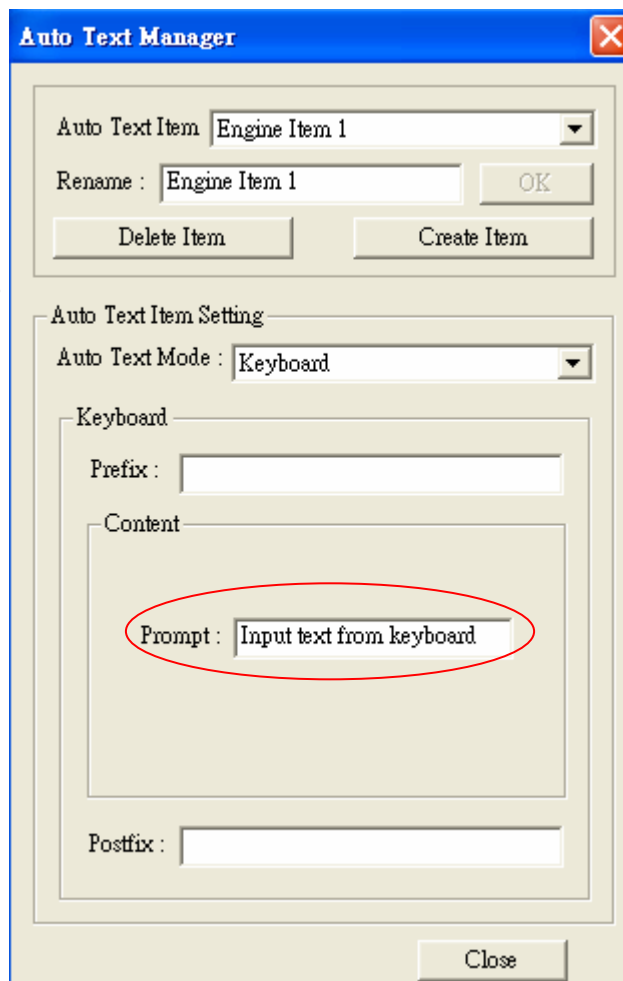 Auto Text Manager
Auto Text Item Engine Item 1
Rename : Engine Item 1 OK
Delete Item Create Item
Auto Text Item Setting
Auto Text Mode : Keyboard
Keyboard
Prefix :
Content
Prompt : Input text from keyboard
Postfix :
Close